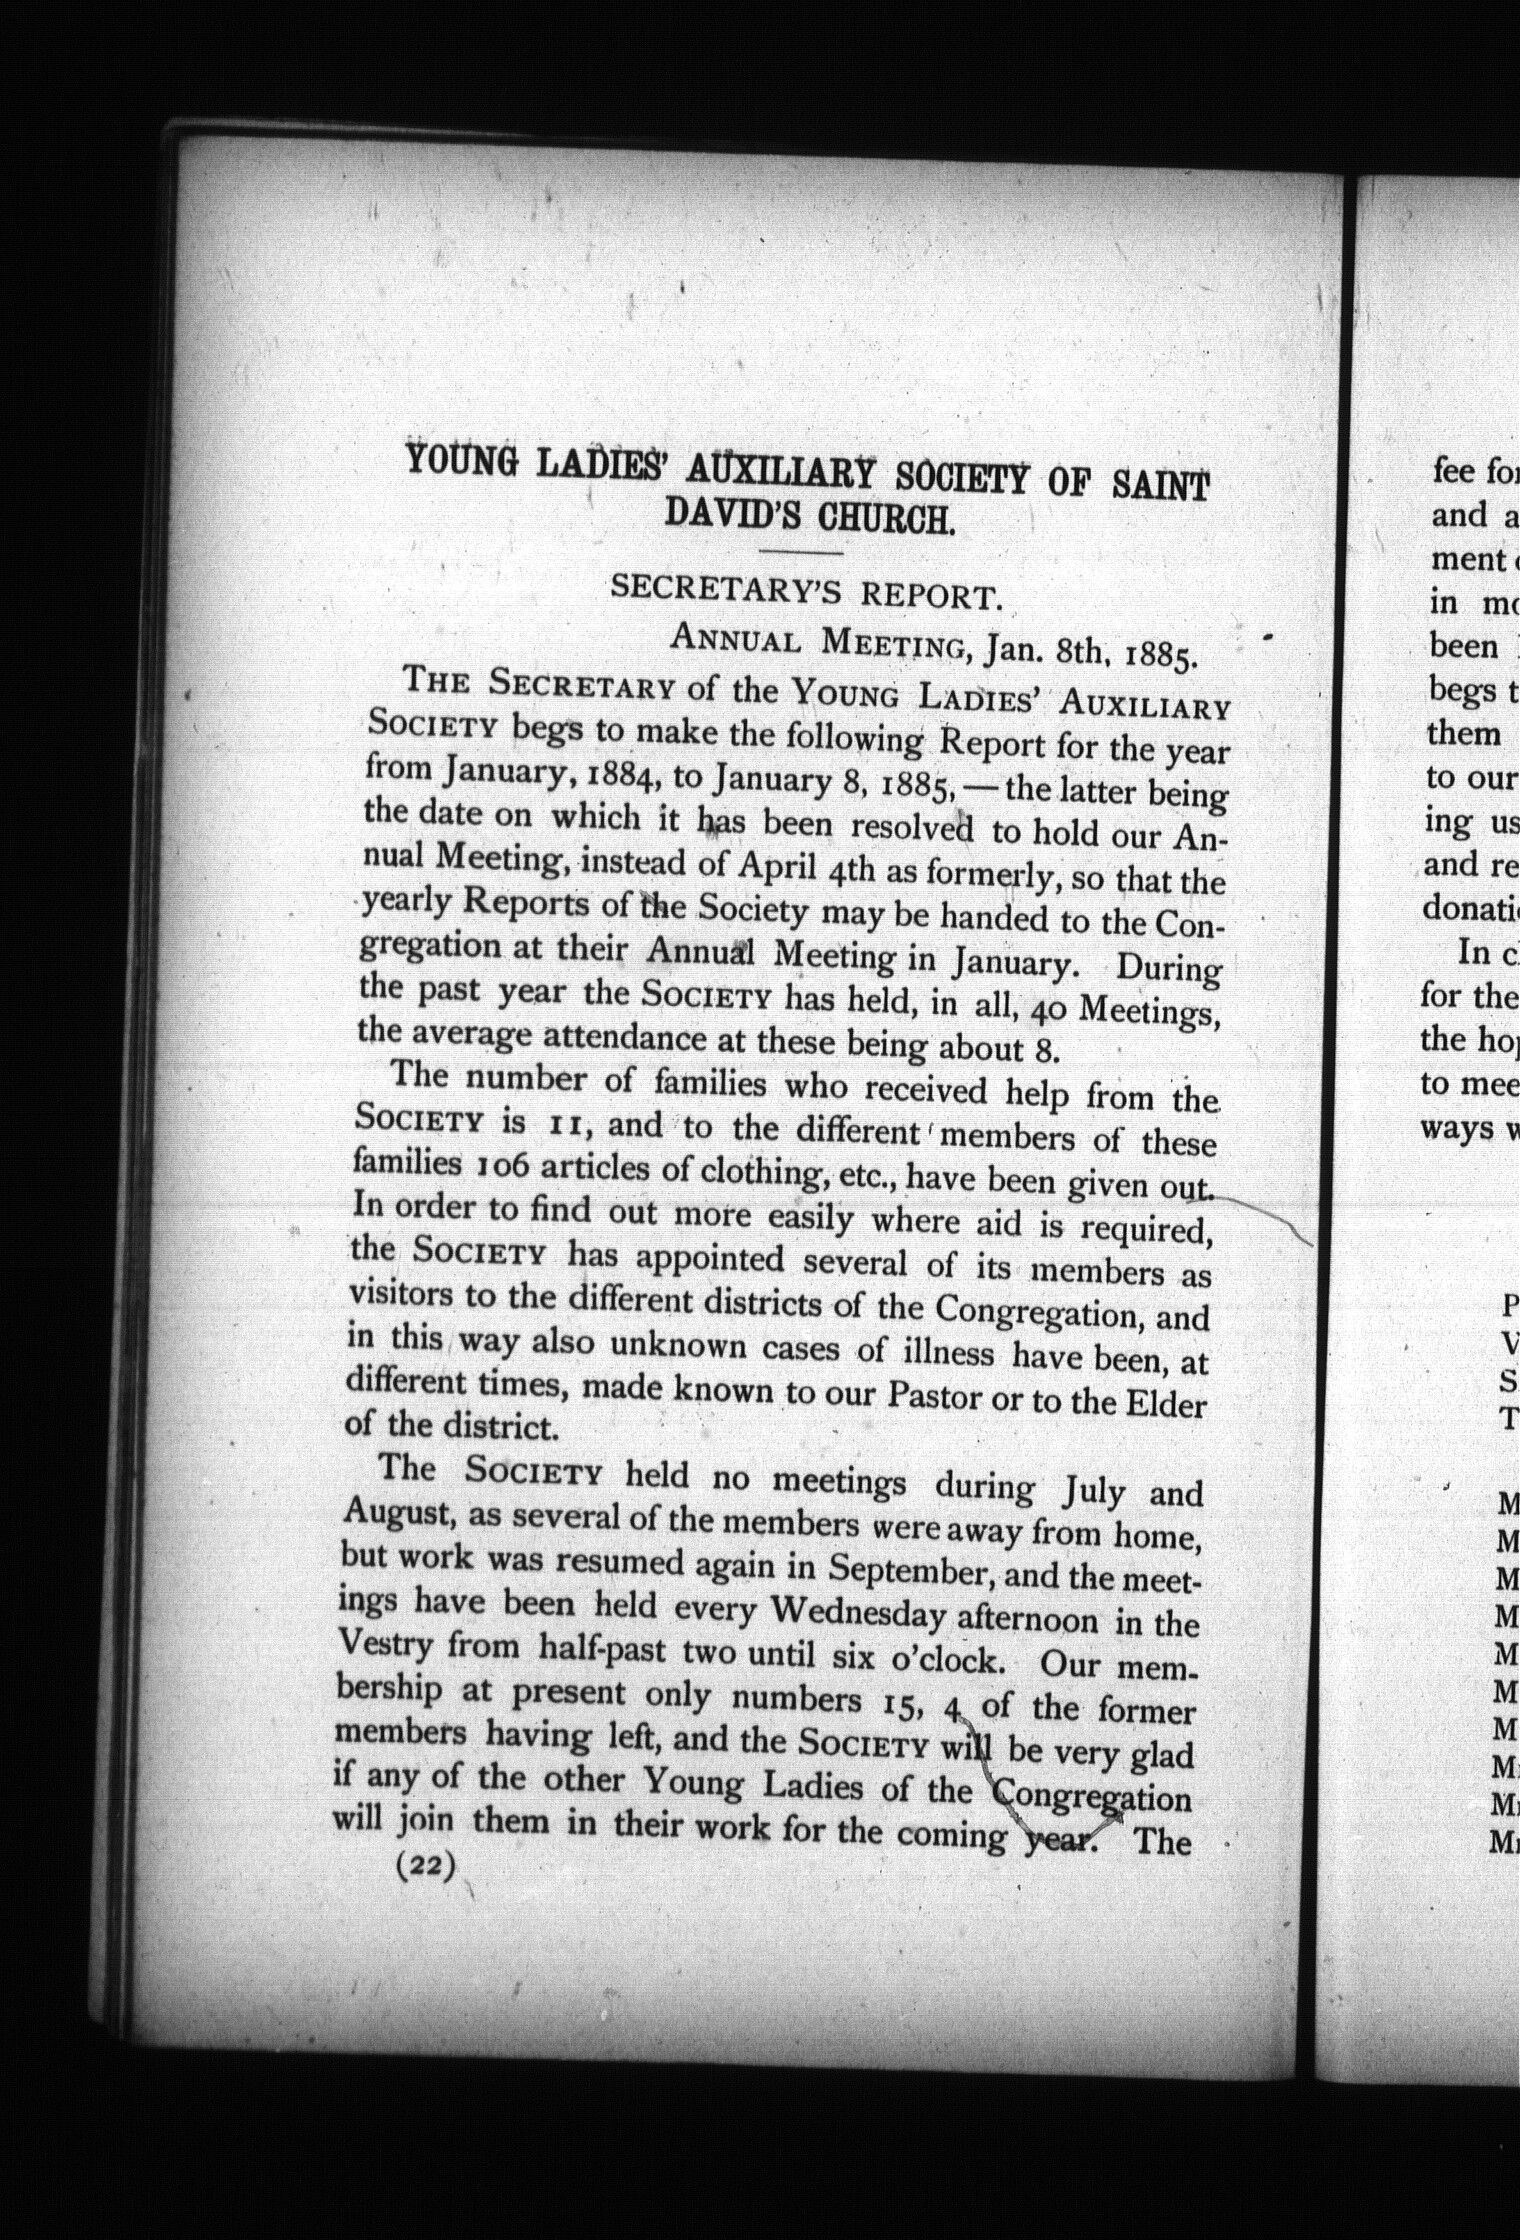 YOUNG LADIES' AUXILIARY SOCIETY OF SAINT
DAVID'S CHURCH.
SECRETARY'S REPORT.
ANNUAL MEETING, Jan. 8th, 1885.
THE SECRETARY of the YOUNG LADIES' AUXILIARY
SOCIETY begs to make the following Report for the year
from January, 1884, to January 8, 1885,—the latter being
the date on which it has been resolved to hold our An-
nual Meeting, instead of April 4th as formerly, so that the
yearly Reports of the Society may be handed to the Con-
gregation at their Annual Meeting in January. During
the past year the SOCIETY has held, in all, 40 Meetings,
the average attendance at these being about 8.
The number of families who received help from the
SOCIETY is 11, and to the different members of these
families 106 articles of clothing, etc., have been given out.
In order to find out more easily where aid is required,
the SOCIETY has appointed several of its members as
visitors to the different districts of the Congregation, and
in this way also unknown cases of illness have been, at
different times, made known to our Pastor or to the Elder
of the district.
The SOCIETY held no meetings during July and
August, as several of the members were away from home,
but work was resumed again in September, and the meet-
ings have been held every Wednesday afternoon in the
Vestry from half-past two until six o'clock. Our mem-
bership at present only numbers 15, 4 of the former
members having left, and the SOCIETY will be very glad
if any of the other Young Ladies of the Congregation
will join them in their work for the coming year. The
(22)
fee for
and a
ment
in
been
begs
them
to our
ing us
and re
donati
In cl
for the
the hop
to mee
ways w
P
V
S
T
M
M
M
M
M
M
M
M
M
M